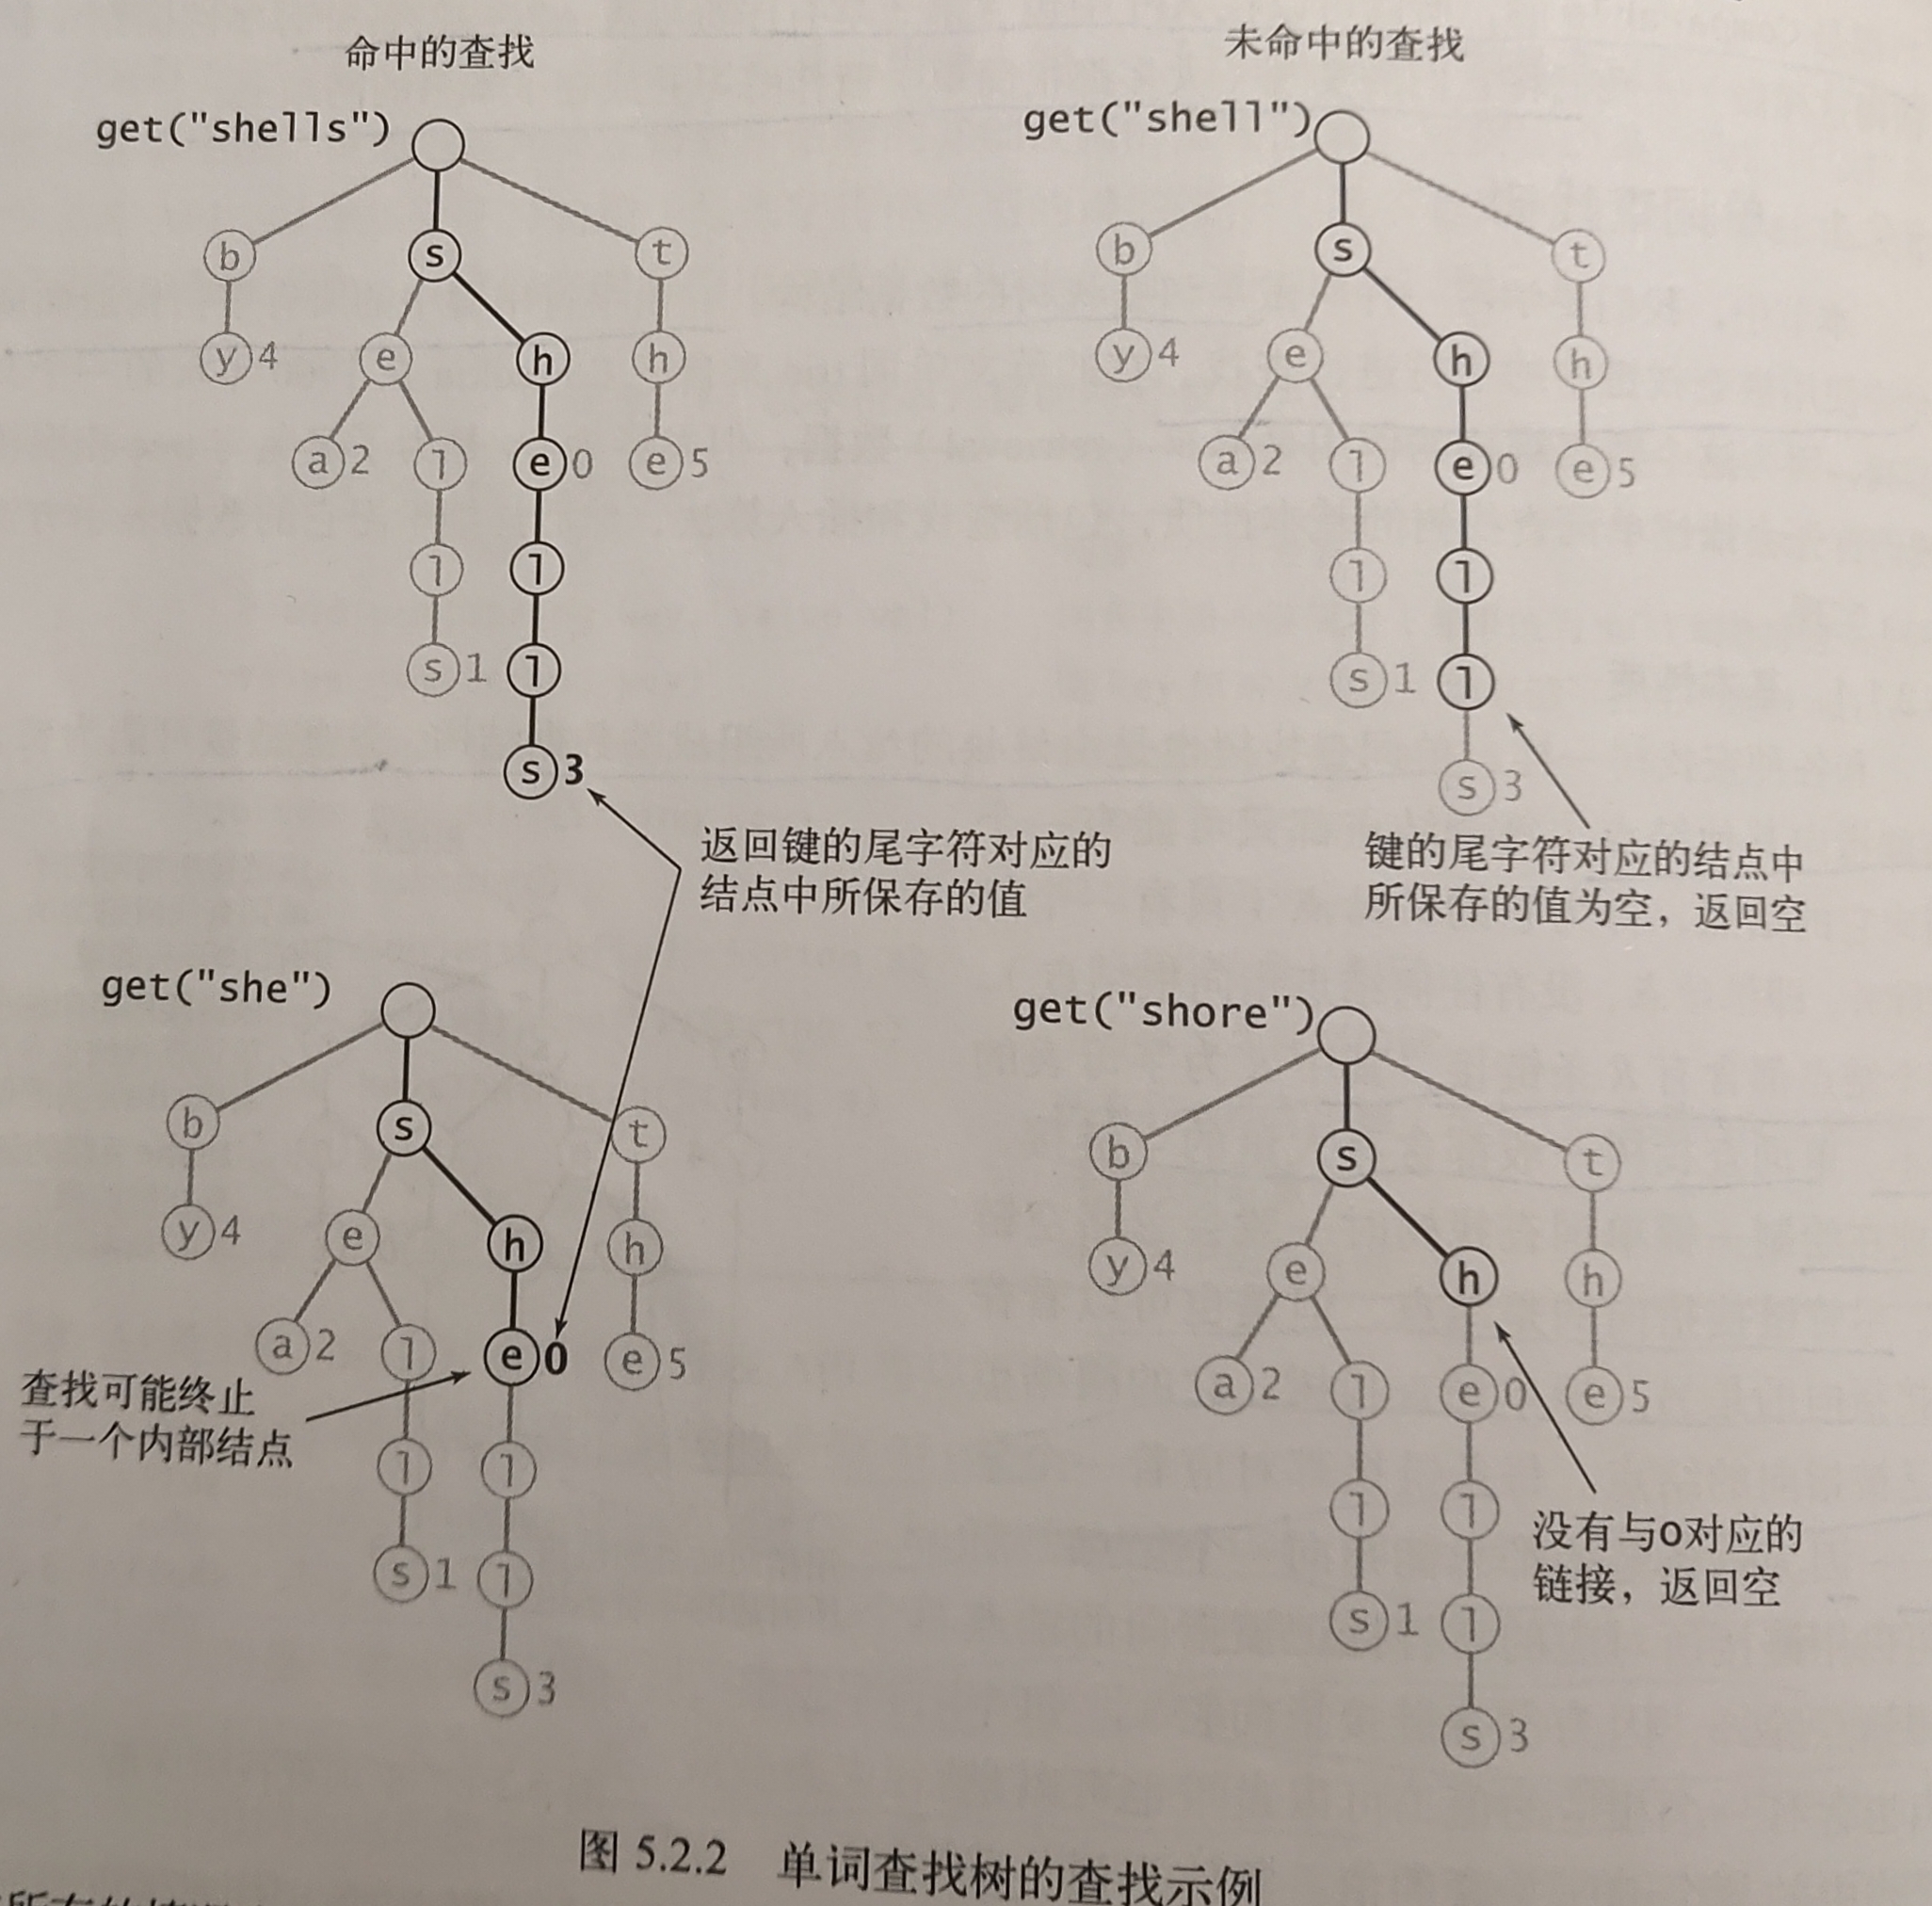 命中的查找
get("shells")
b s t
y 4 e h h
a 2 l e 0 e 5
l l
s 1 l
s 3
返回键的尾字符对应的
结点中所保存的值
get("she")
b s t
y 4 e h h
a 2 l e 0 e 5
查找可能终止
于一个内部结点
l l
s 1 l
s 3
未命中的查找
get("shell")
b s t
y 4 e h h
a 2 l e 0 e 5
l l
s 1 l
s 3
键的尾字符对应的结点中
所保存的值为空，返回空
get("shore")
b s t
y 4 e h h
a 2 l e 0 e 5
l l
s 1 l
s 3
没有与o对应的
链接，返回空
图 5.2.2 单词查找树的查找示例